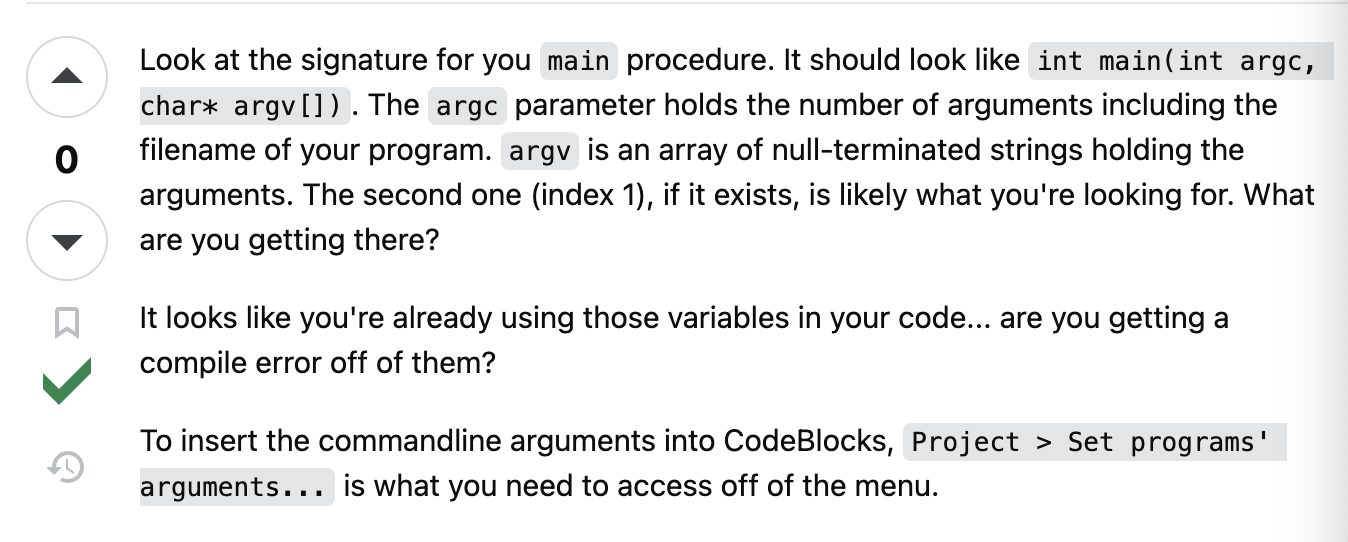 Look at the signature for you main procedure. It should look like int main(int argc,
char* argv[]). The argc parameter holds the number of arguments including the
filename of your program. argv is an array of null-terminated strings holding the
arguments. The second one (index 1), if it exists, is likely what you're looking for. What
are you getting there?
0
It looks like you're already using those variables in your code... are you getting a
compile error off of them?
To insert the commandline arguments into CodeBlocks, Project > Set programs'
arguments... is what you need to access off of the menu.